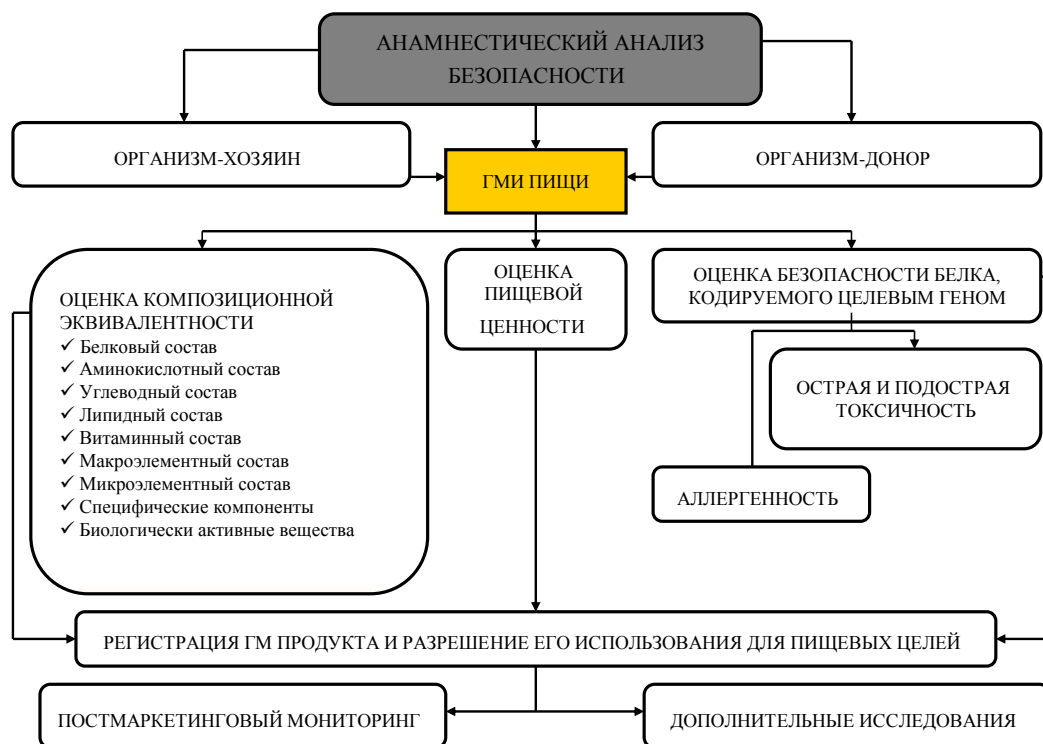 АНАМНЕСТИЧЕСКИЙ АНАЛИЗ
БЕЗОПАСНОСТИ
ОРГАНИЗМ-ХОЗЯИН
ОРГАНИЗМ-ДОНОР
ГМИ ПИЩИ
ОЦЕНКА КОМПОЗИЦИОННОЙ
ЭКВИВАЛЕНТНОСТИ
✓ Белковый состав
✓ Аминокислотный состав
✓ Углеводный состав
✓ Липидный состав
✓ Витаминный состав
✓ Макроэлементный состав
✓ Микроэлементный состав
✓ Специфические компоненты
✓ Биологически активные вещества
ОЦЕНКА
ПИЩЕВОЙ
ЦЕННОСТИ
ОЦЕНКА БЕЗОПАСНОСТИ БЕЛКА,
КОДИРУЕМОГО ЦЕЛЕВЫМ ГЕНОМ
ОСТРАЯ И ПОДОСТРАЯ
ТОКСИЧНОСТЬ
АЛЛЕРГЕННОСТЬ
РЕГИСТРАЦИЯ ГМ ПРОДУКТА И РАЗРЕШЕНИЕ ЕГО ИСПОЛЬЗОВАНИЯ ДЛЯ ПИЩЕВЫХ ЦЕЛЕЙ
ПОСТМАРКЕТИНГОВЫЙ МОНИТОРИНГ
ДОПОЛНИТЕЛЬНЫЕ ИССЛЕДОВАНИЯ